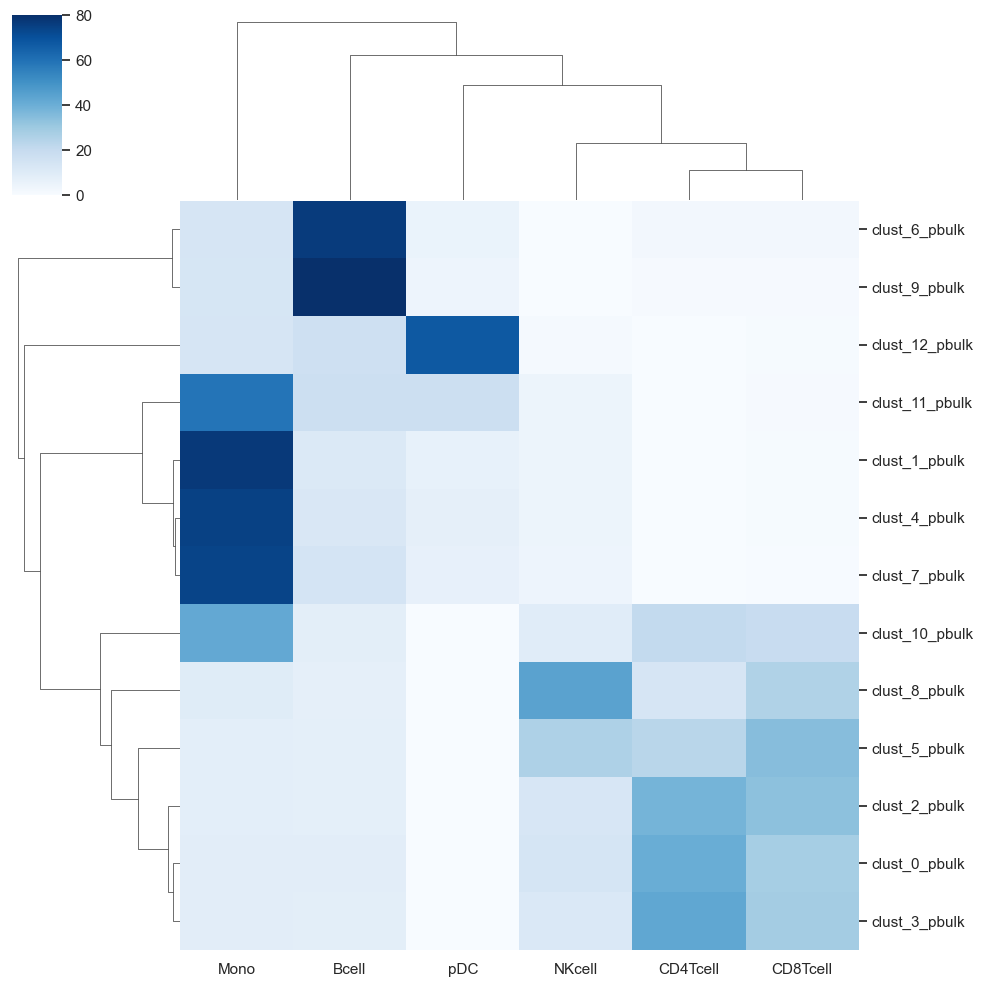 80
60
40
20
0
clust_6_pbulk
clust_9_pbulk
clust_12_pbulk
clust_11_pbulk
clust_1_pbulk
clust_4_pbulk
clust_7_pbulk
clust_10_pbulk
clust_8_pbulk
clust_5_pbulk
clust_2_pbulk
clust_0_pbulk
clust_3_pbulk
Mono Bcell pDC NKcell CD4Tcell CD8Tcell